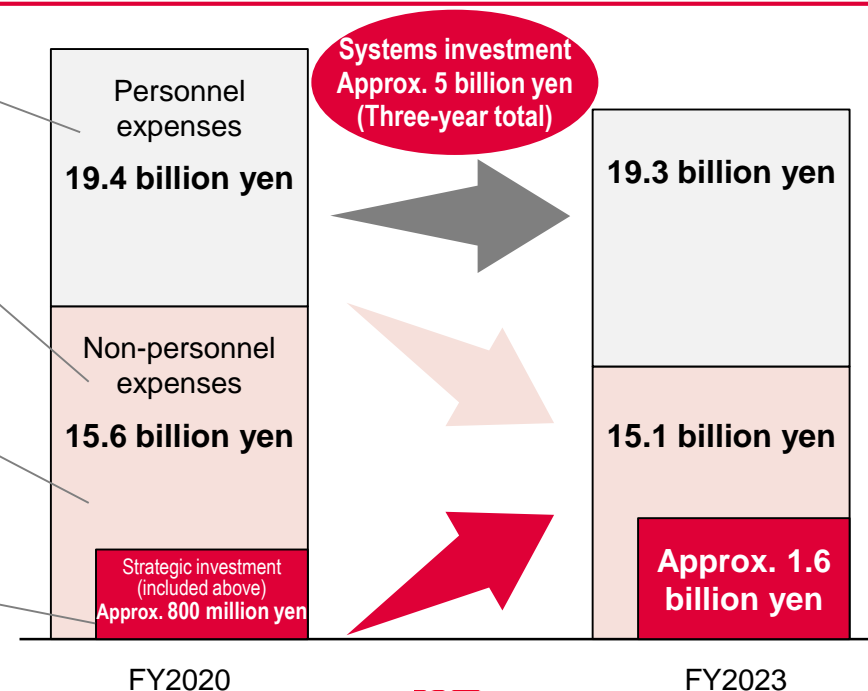 Systems investment
Approx. 5 billion yen
(Three-year total)
Personnel
expenses
19.4 billion yen
19.3 billion yen
Non-personnel
expenses
15.6 billion yen
15.1 billion yen
Strategic investment
(included above)
Approx. 800 million yen
Approx. 1.6
billion yen
FY2020
FY2023